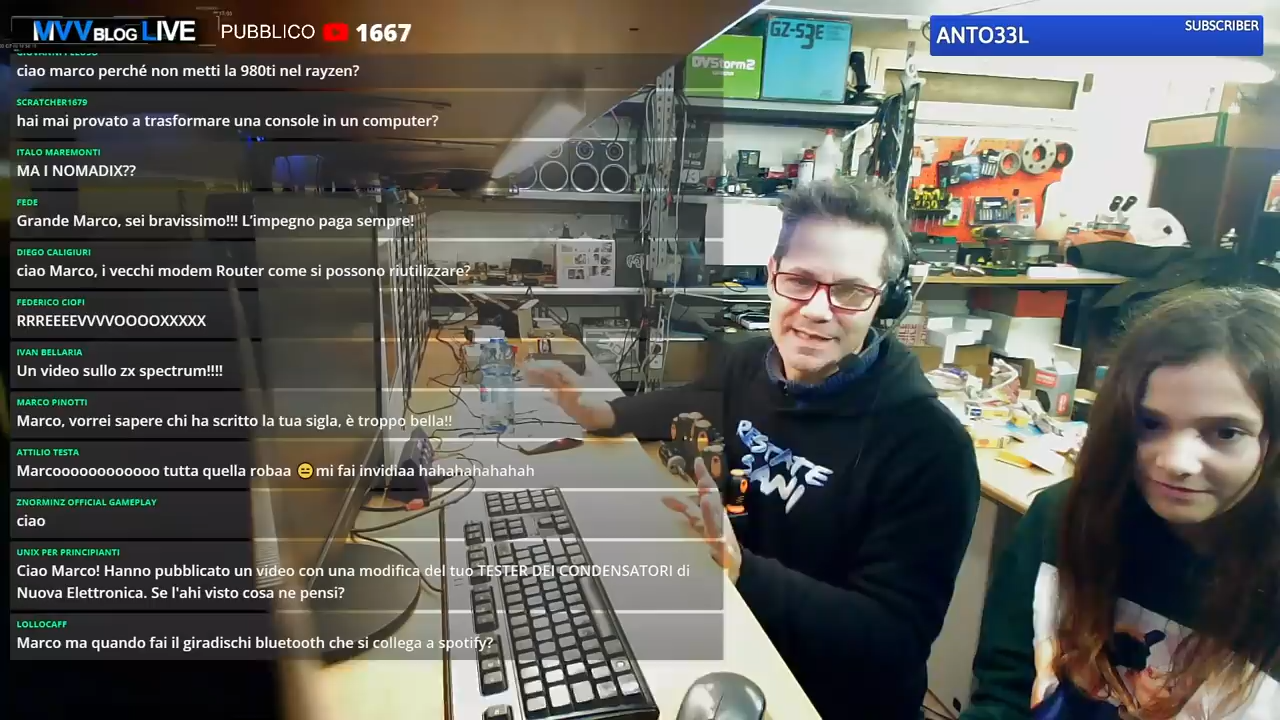 MVVBLOG LIVE
PUBBLICO 1667
SUBSCRIBER
ANTO33L
ciao marco perché non metti la 980ti nel rayzen?
SCRATCHER1679
hai mai provato a trasformare una console in un computer?
ITALO MAREMONTI
MA I NOMADIX??
FEDE
Grande Marco, sei bravissimo!!! L'impegno paga sempre!
DIEGO CALIGIURI
ciao Marco, i vecchi modem Router come si possono riutilizzare?
FEDERICO CIOFI
RRREEEEVVVVOOOOXXXXX
IVAN BELLARIA
Un video sullo zx spectrum!!!!
MARCO PINOTTI
Marco, vorrei sapere chi ha scritto la tua sigla, è troppo bella!!
ATTILIO TESTA
Marcooooooooooo tutta quella robaa 😑 mi fai invidiaa hahahahahahah
ZNORMINZ OFFICIAL GAMEPLAY
ciao
UNIX PER PRINCIPIANTI
Ciao Marco! Hanno pubblicato un video con una modifica del tuo TESTER DEI CONDENSATORI di
Nuova Elettronica. Se l'ahi visto cosa ne pensi?
LOLLOCAFF
Marco ma quando fai il giradischi bluetooth che si collega a spotify?
GZ-S3E
DVStorm2
RESTATE
SANI